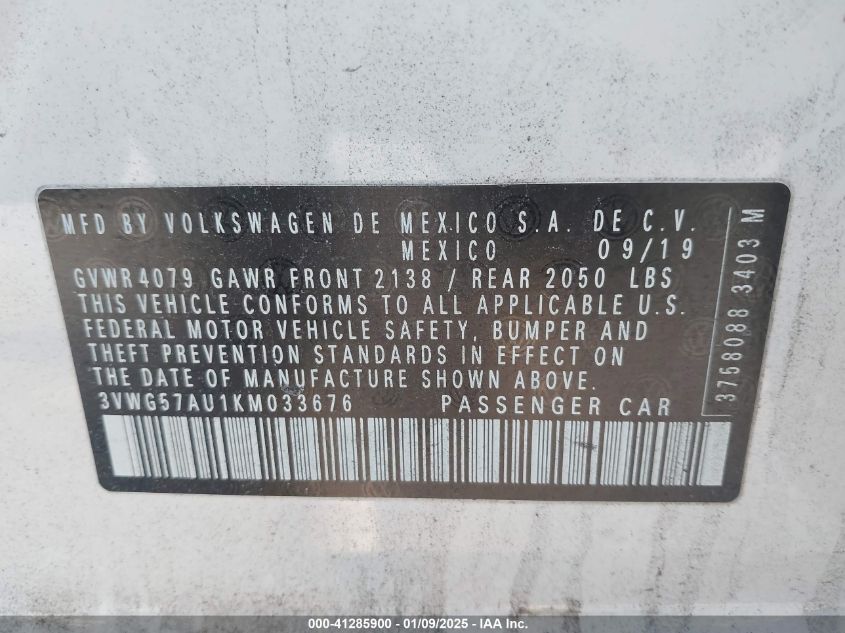 MFD BY VOLKSWAGEN DE MEXICO S.A. DE C.V.
MEXICO 09/19
GVWR 4079 GAWR FRONT 2138 / REAR 2050 LBS
THIS VEHICLE CONFORMS TO ALL APPLICABLE U.S.
FEDERAL MOTOR VEHICLE SAFETY, BUMPER AND
THEFT PREVENTION STANDARDS IN EFFECT ON
THE DATE OF MANUFACTURE SHOWN ABOVE.
3VWG57AU1KM033676 PASSENGER CAR
3758088 3403 M
000-41285900 - 01/09/2025 - IAAI Inc.